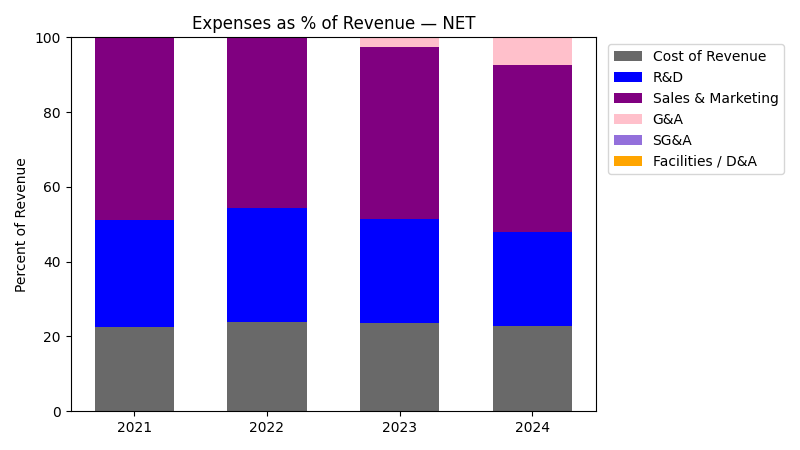 Expenses as % of Revenue — NET
Percent of Revenue
100
80
60
40
20
0
2021
2022
2023
2024
Cost of Revenue
R&D
Sales & Marketing
G&A
SG&A
Facilities / D&A